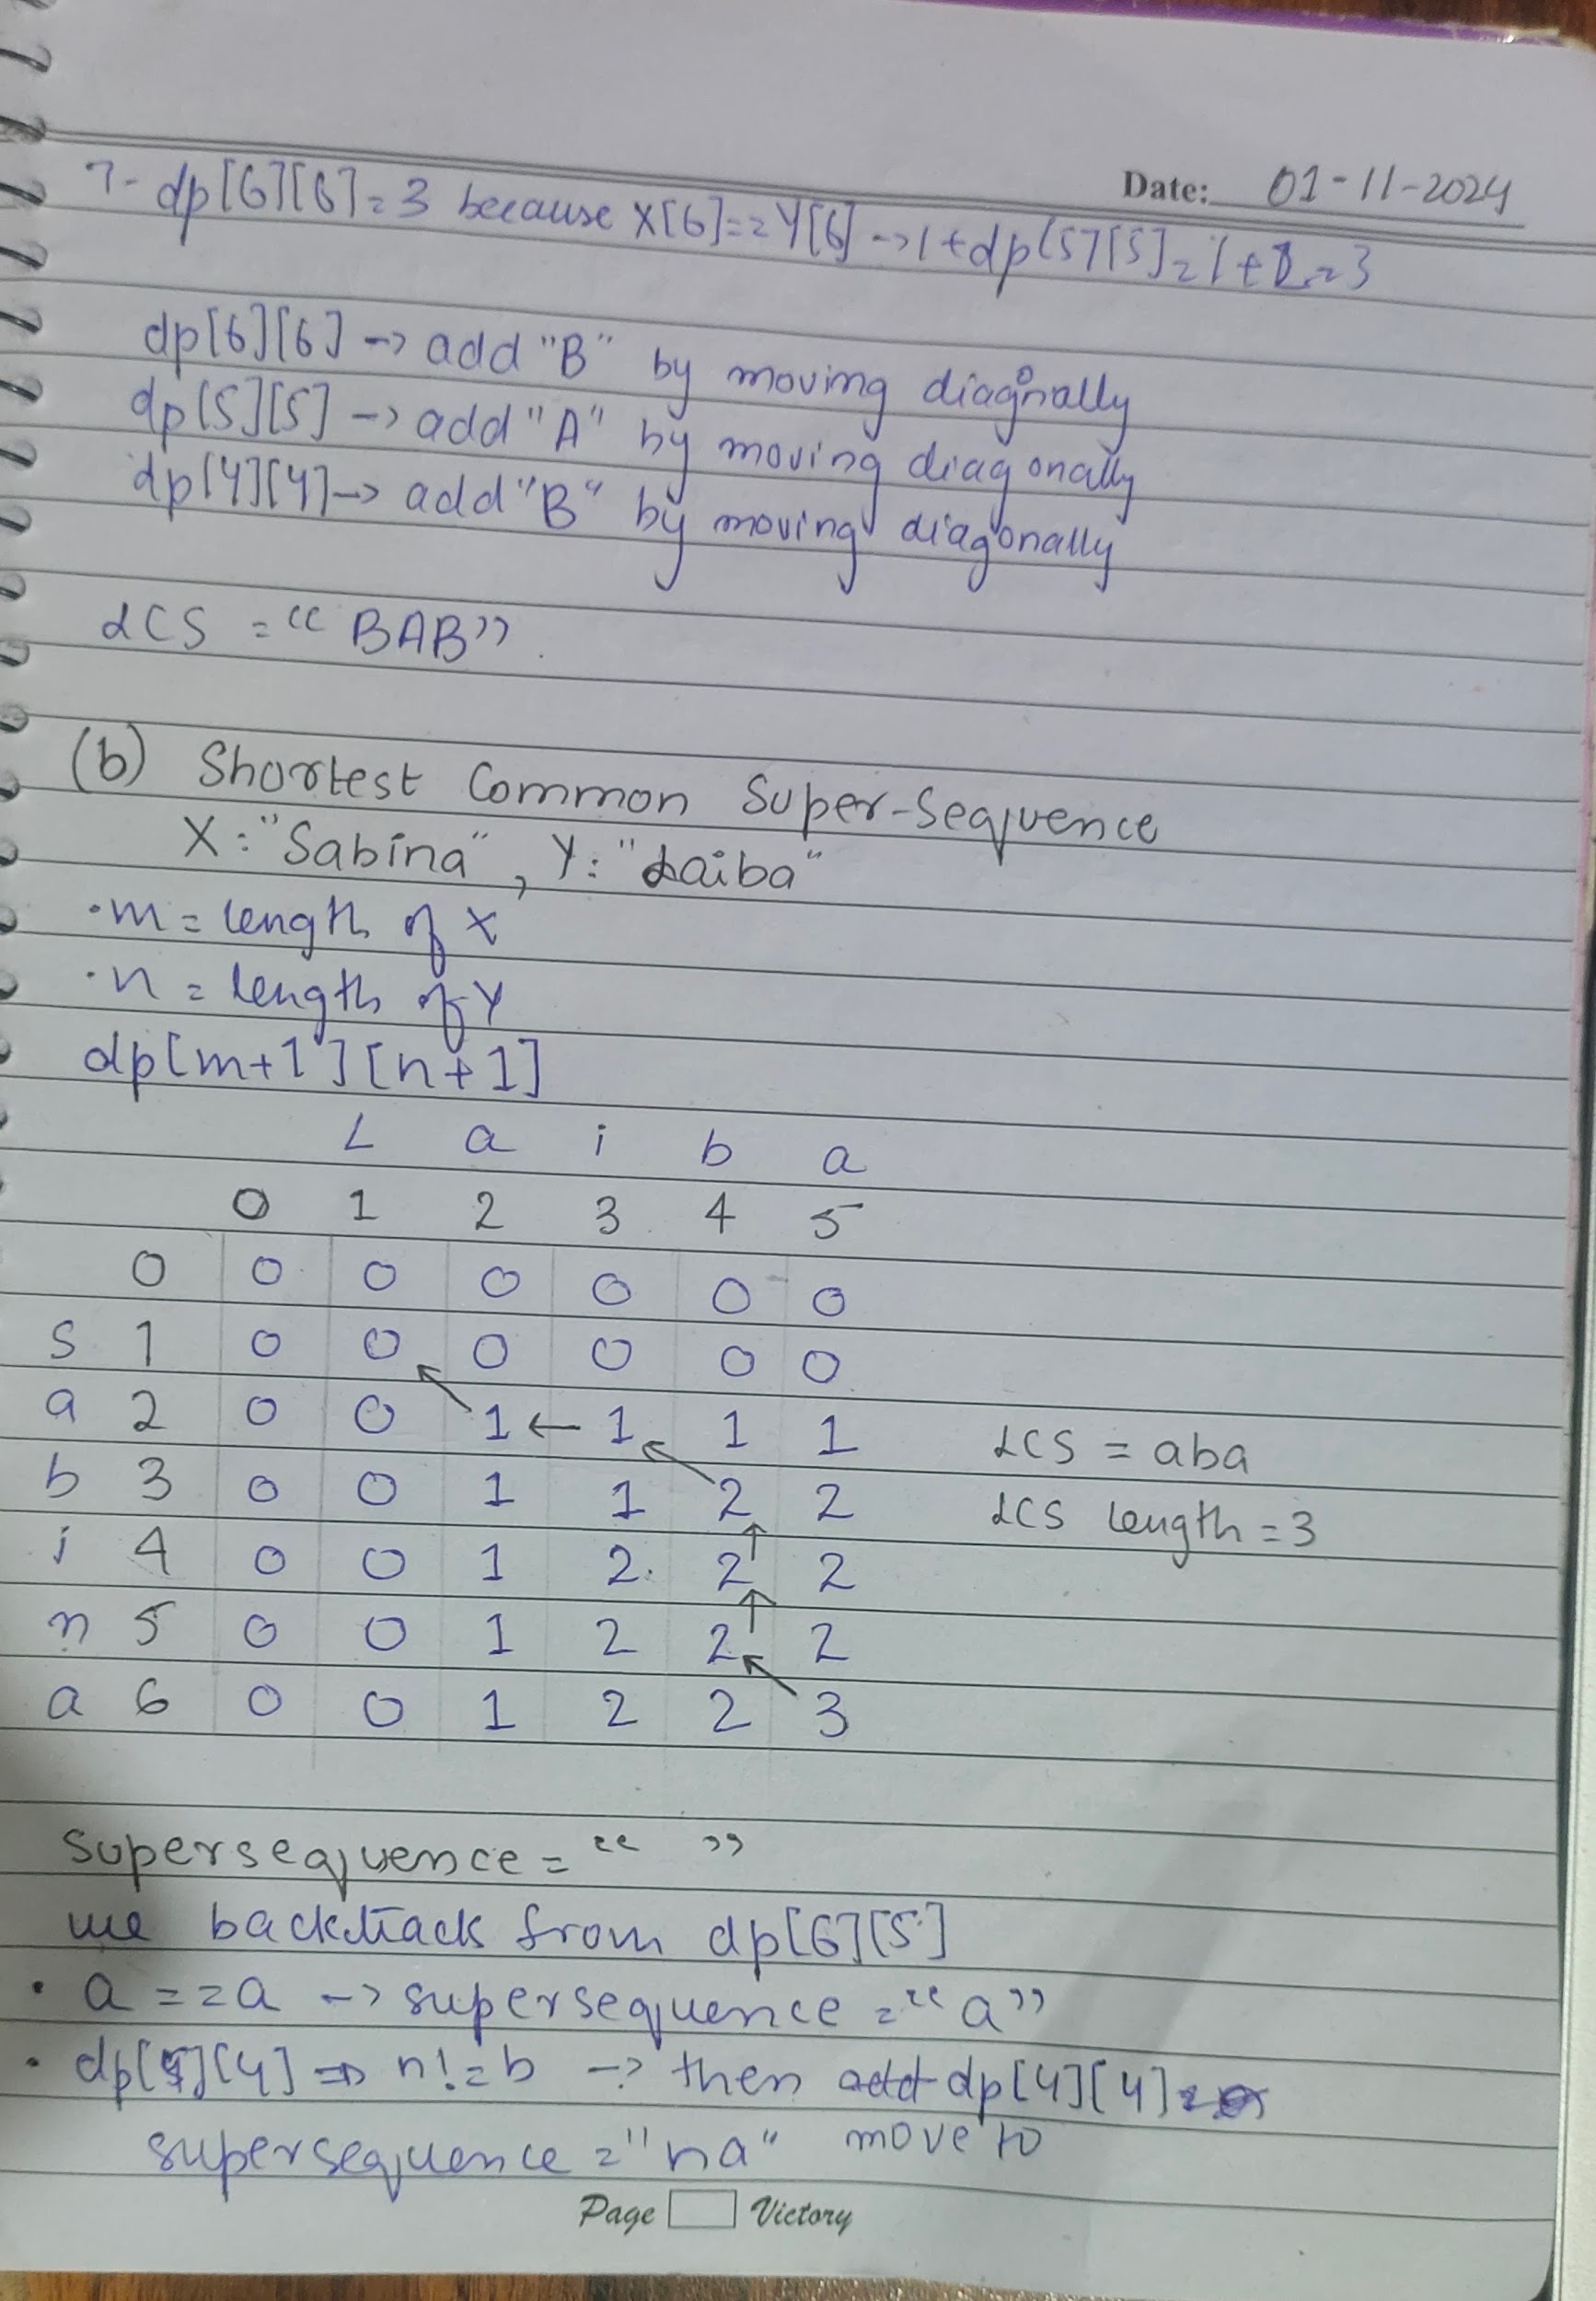 Date: 01-11-2024
7- dp[6][6]=3 because X[6]==Y[6] ->1+dp[5][5]=1+2=3
dp[6][6] -> add "B" by moving diagonally
dp[5][5] -> add "A" by moving diagonally
dp[4][4] -> add "B" by moving diagonally
LCS = "BAB".
(b) Shortest Common Super-Sequence
X: "Sabina", Y: "Laiba"
·m = length of X
·n = length of Y
dp[m+1][n+1]
L a i b a
0 1 2 3 4 5
0 0 0 0 0 0 0
s 1 0 0 0 0 0 0
a 2 0 0 1 ← 1 1 1 LCS = aba
b 3 0 0 1 1 2 2 LCS length = 3
i 4 0 0 1 2 2 2
n 5 0 0 1 2 2 2
a 6 0 0 1 2 2 3
supersequence = " "
we backtrack from dp[6][5]
· a == a -> supersequence = "a"
· dp[5][4] => n != b -> then dp[4][4]
supersequence = "na" move to
Page Victory